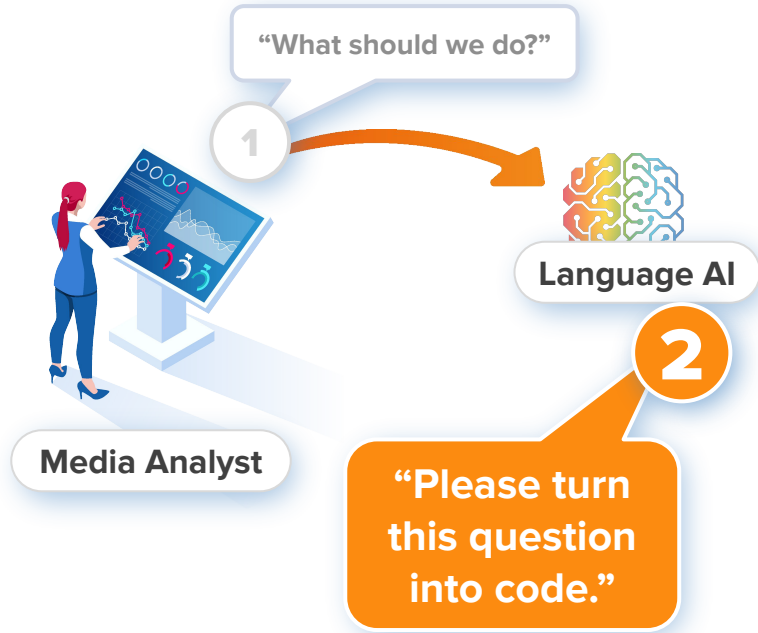 “What should we do?”
1
Language AI
2
Media Analyst
“Please turn
this question
into code.”